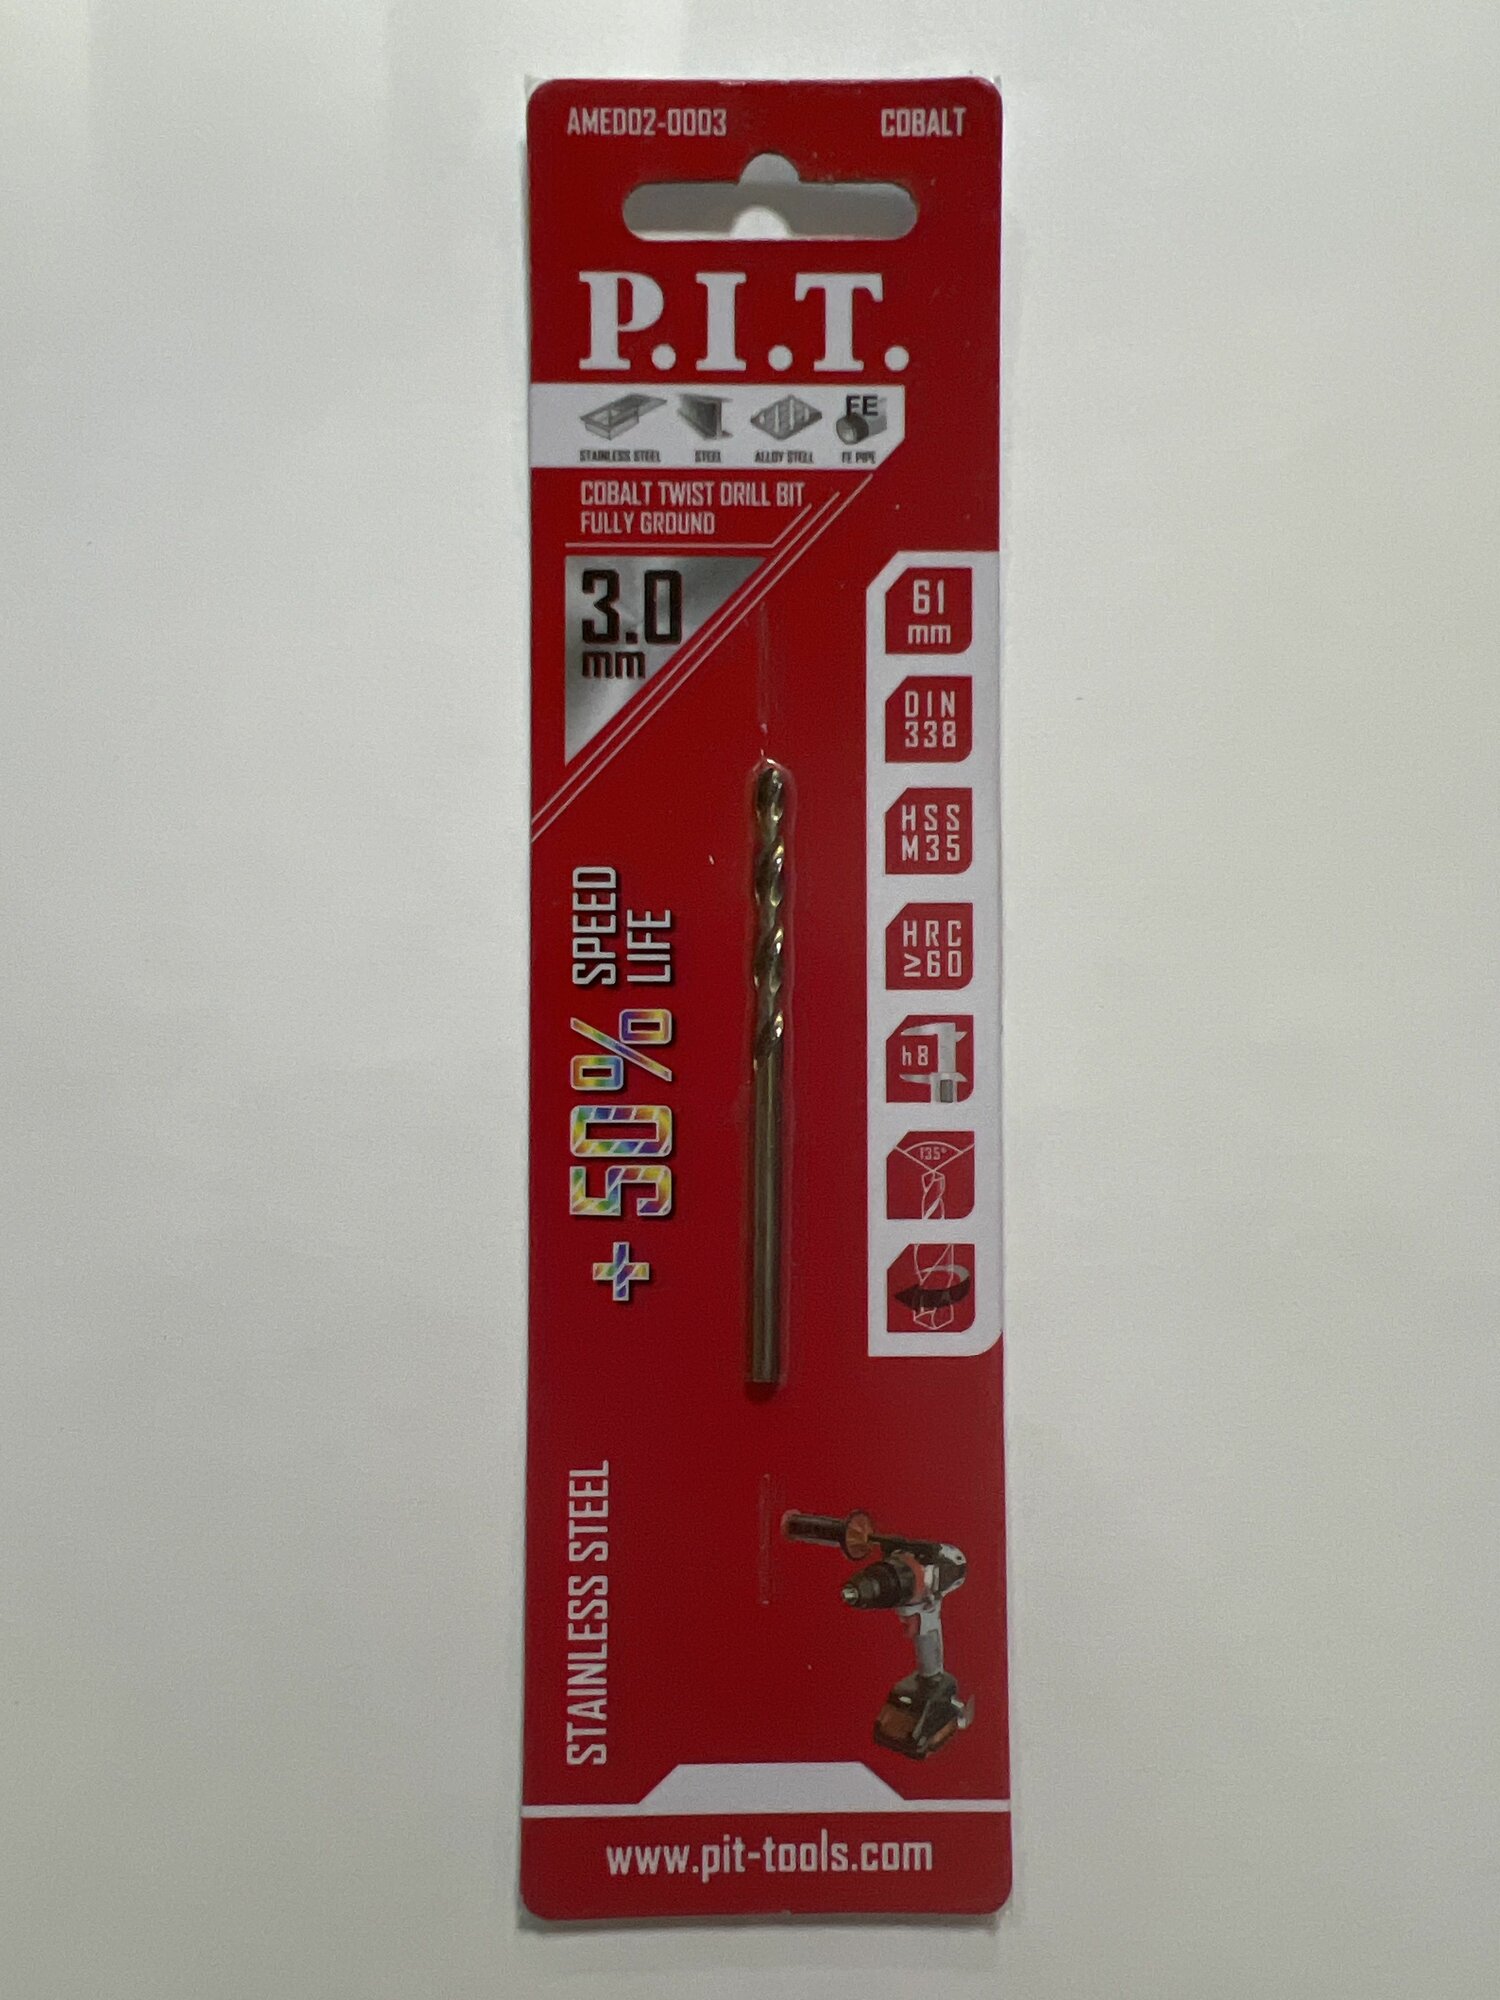 AMED02-0003
COBALT
P.I.T.
FE
STAINLESS STEEL
STEEL
ALLOY STELL
FE PIPE
COBALT TWIST DRILL BIT
FULLY GROUND
3.0
mm
61
mm
DIN
338
HSS
M35
HRC
≥60
h8
135°
+50% SPEED
LIFE
STAINLESS STEEL
www.pit-tools.com